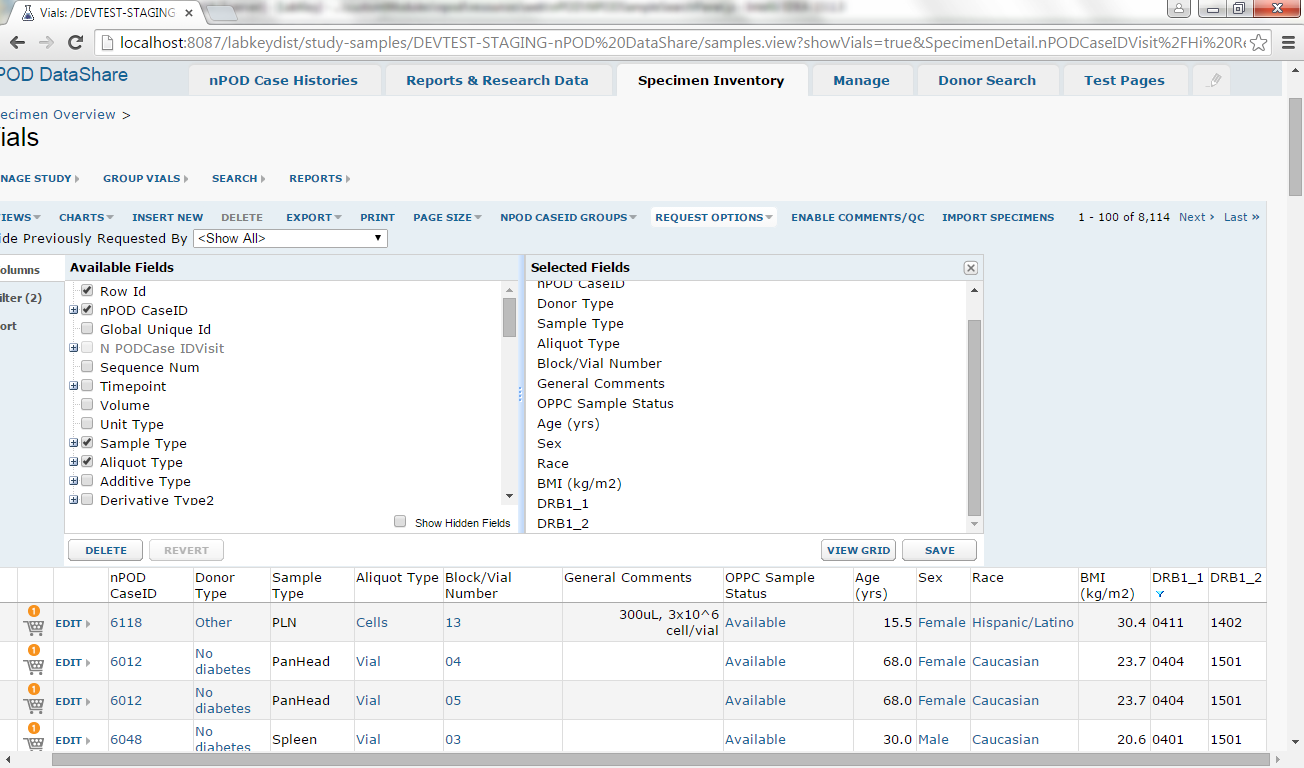 Vials: /DEVTEST-STAGING
localhost:8087/labkeydist/study-samples/DEVTEST-STAGING-nPOD%20DataShare/samples.view?showVials=true&SpecimenDetail.nPODCaseIDVisit%2FHi%20Re
POD DataShare
nPOD Case Histories
Reports & Research Data
Specimen Inventory
Manage
Donor Search
Test Pages
ecimen Overview >
ials
NAGE STUDY
GROUP VIALS
SEARCH
REPORTS
IEWS CHARTS INSERT NEW DELETE EXPORT PRINT PAGE SIZE NPOD CASEID GROUPS REQUEST OPTIONS ENABLE COMMENTS/QC IMPORT SPECIMENS 1 - 100 of 8,114 Next › Last »
ide Previously Requested By <Show All>
olumns
ilter (2)
ort
Available Fields
Row Id
nPOD CaseID
Global Unique Id
N PODCase IDVisit
Sequence Num
Timepoint
Volume
Unit Type
Sample Type
Aliquot Type
Additive Type
Derivative Type2
Show Hidden Fields
Selected Fields
nPOD CaseID
Donor Type
Sample Type
Aliquot Type
Block/Vial Number
General Comments
OPPC Sample Status
Age (yrs)
Sex
Race
BMI (kg/m2)
DRB1_1
DRB1_2
DELETE
REVERT
VIEW GRID
SAVE
nPOD CaseID Donor Type Sample Type Aliquot Type Block/Vial Number General Comments OPPC Sample Status Age (yrs) Sex Race BMI (kg/m2) DRB1_1 DRB1_2
1 EDIT 6118 Other PLN Cells 13 300uL, 3x10^6 cell/vial Available 15.5 Female Hispanic/Latino 30.4 0411 1402
1 EDIT 6012 No diabetes PanHead Vial 04 Available 68.0 Female Caucasian 23.7 0404 1501
1 EDIT 6012 No diabetes PanHead Vial 05 Available 68.0 Female Caucasian 23.7 0404 1501
1 EDIT 6048 No diabetes Spleen Vial 03 Available 30.0 Male Caucasian 20.6 0401 1501